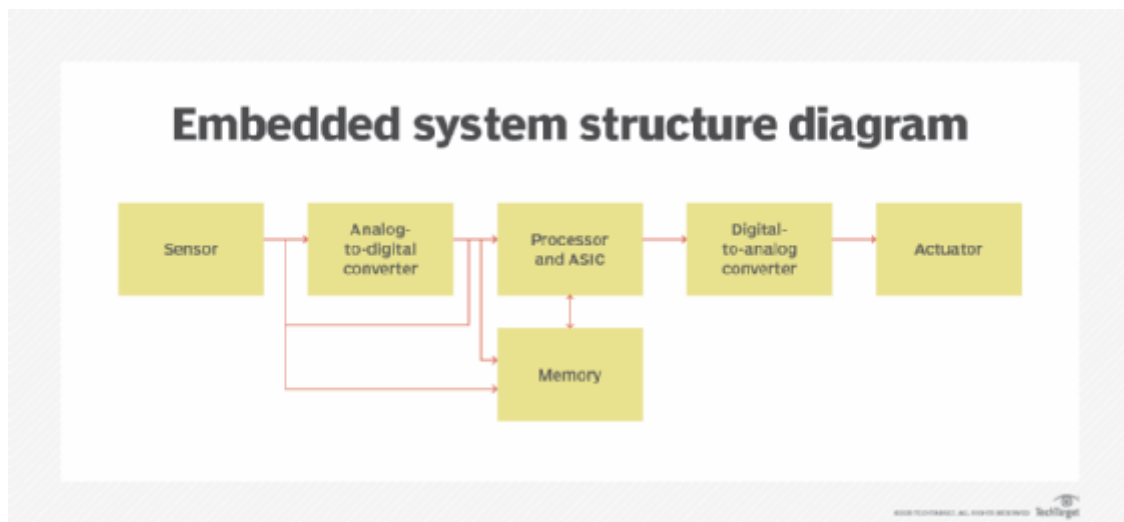 Embedded system structure diagram
Sensor
Analog-
to-digital
converter
Processor
and ASIC
Digital-
to-analog
converter
Actuator
Memory
TechTarget